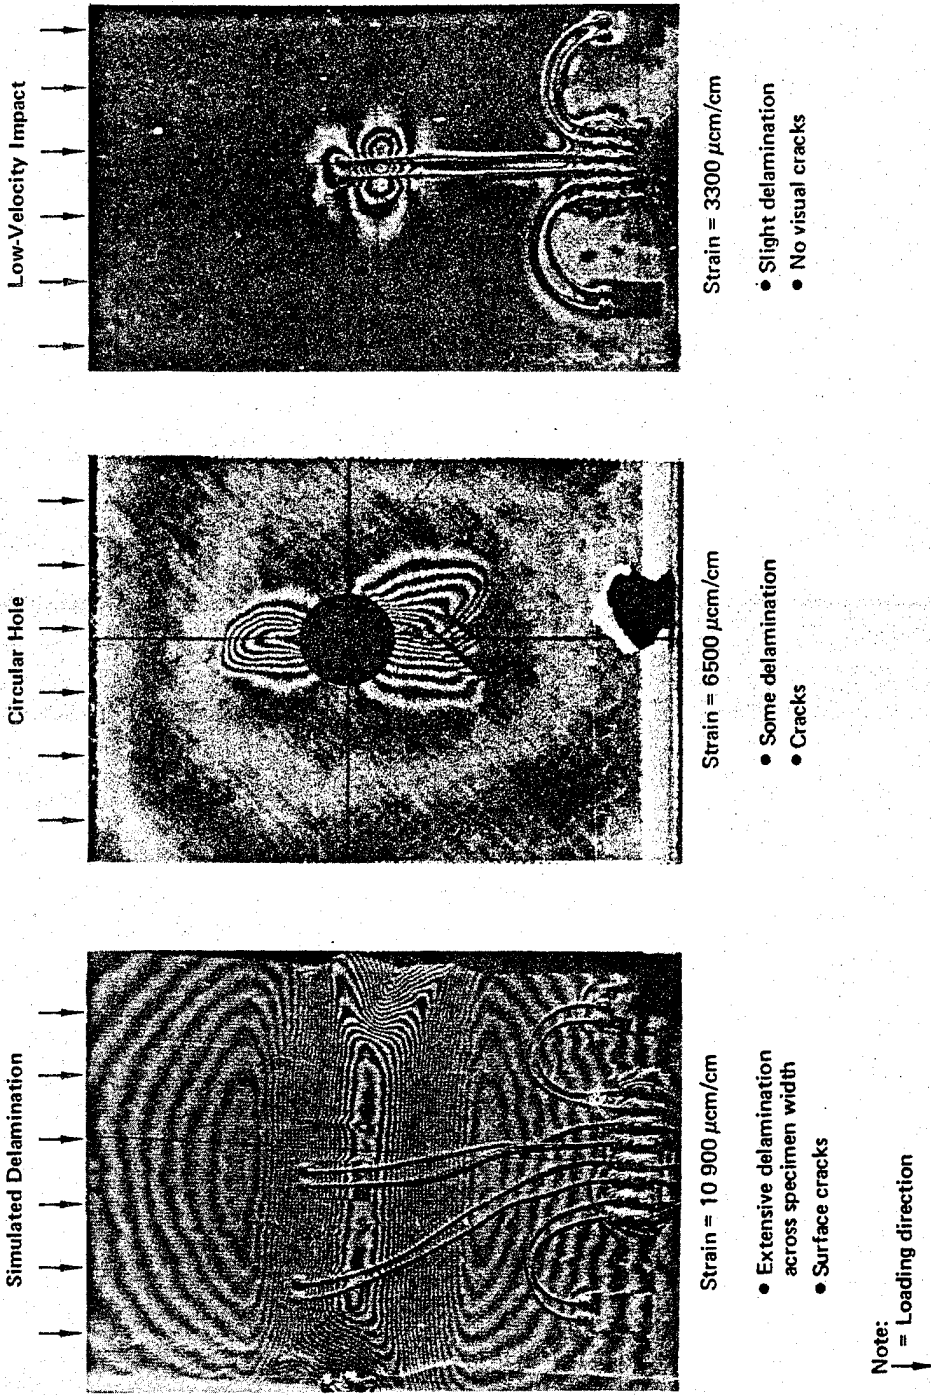 Simulated Delamination
Strain = 10 900 μcm/cm
• Extensive delamination
across specimen width
• Surface cracks
Circular Hole
Strain = 6500 μcm/cm
• Some delamination
• Cracks
Low-Velocity Impact
Strain = 3300 μcm/cm
• Slight delamination
• No visual cracks
Note:
= Loading direction